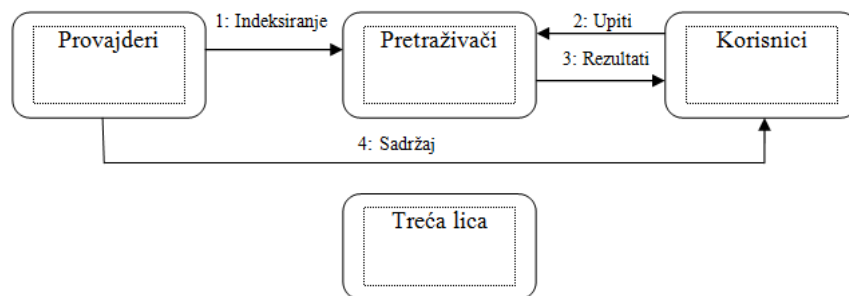 Provajderi
1: Indeksiranje
Pretraživači
2: Upiti
3: Rezultati
Korisnici
4: Sadržaj
Treća lica